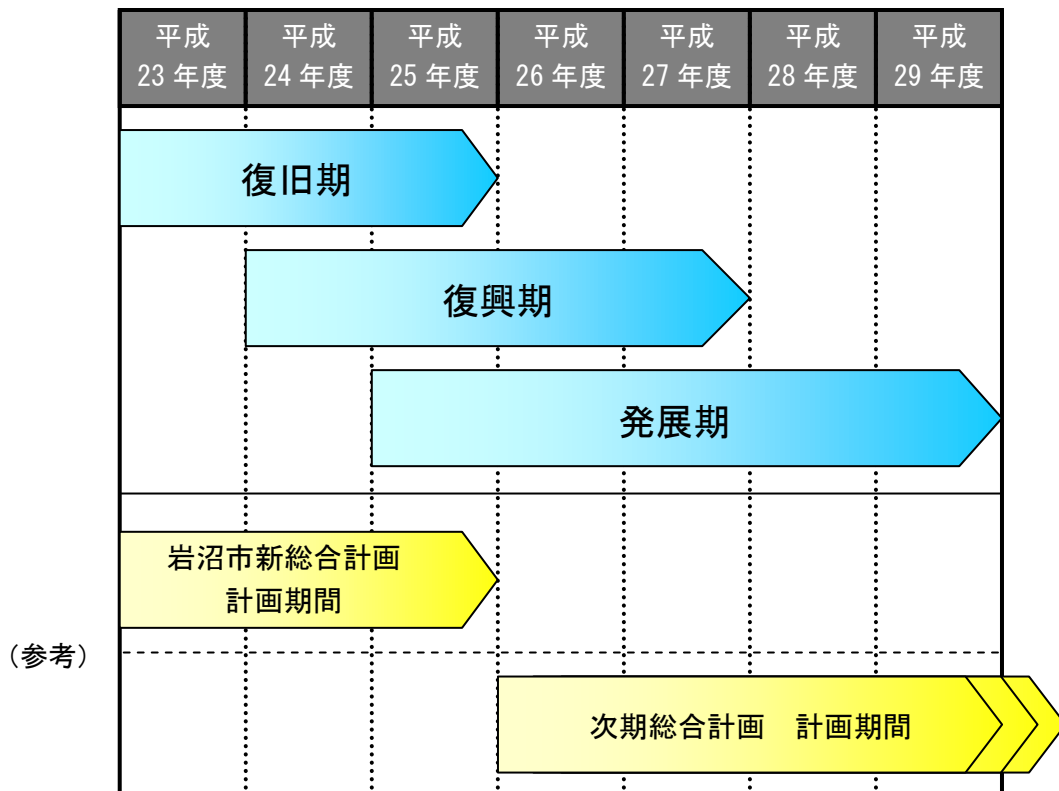 平成 平成 平成 平成 平成 平成 平成
23 年度 24 年度 25 年度 26 年度 27 年度 28 年度 29 年度
復旧期
復興期
発展期
岩沼市新総合計画
計画期間
（参考）
次期総合計画　計画期間